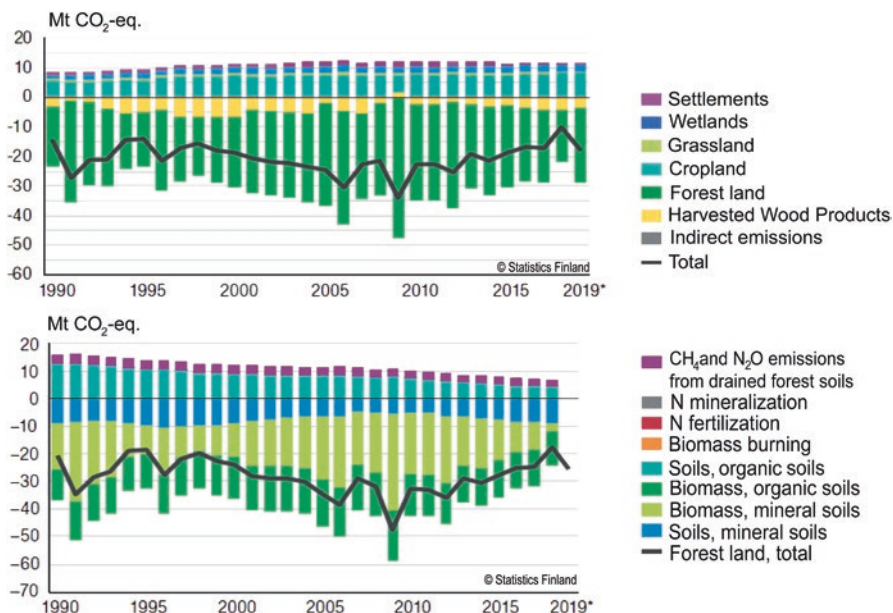 Mt CO₂-eq.
20
10
0
-10
-20
-30
-40
-50
-60
© Statistics Finland
1990 1995 2000 2005 2010 2015 2019*
Settlements
Wetlands
Grassland
Cropland
Forest land
Harvested Wood Products
Indirect emissions
Total
Mt CO₂-eq.
20
10
0
−10
−20
−30
−40
−50
−60
−70
© Statistics Finland
1990 1995 2000 2005 2010 2015 2019*
CH₄and N₂O emissions
from drained forest soils
N mineralization
N fertilization
Biomass burning
Soils, organic soils
Biomass, organic soils
Biomass, mineral soils
Soils, mineral soils
Forest land, total